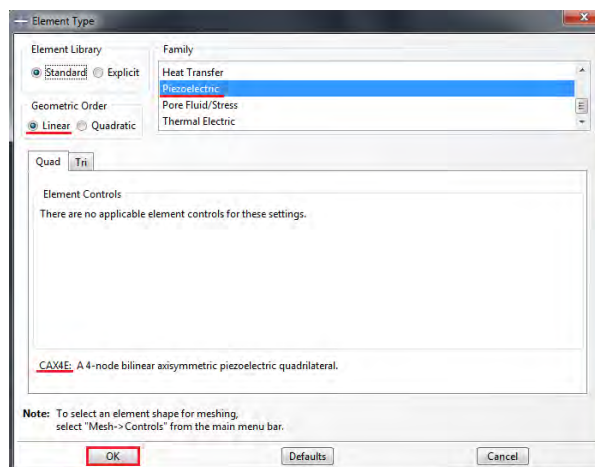 Element Type
Element Library
Family
Standard Explicit
Heat Transfer
Piezoelectric
Geometric Order
Pore Fluid/Stress
Linear Quadratic
Thermal Electric
Quad Tri
Element Controls
There are no applicable element controls for these settings.
CAX4E: A 4-node bilinear axisymmetric piezoelectric quadrilateral.
Note: To select an element shape for meshing,
select "Mesh->Controls" from the main menu bar.
OK Defaults Cancel